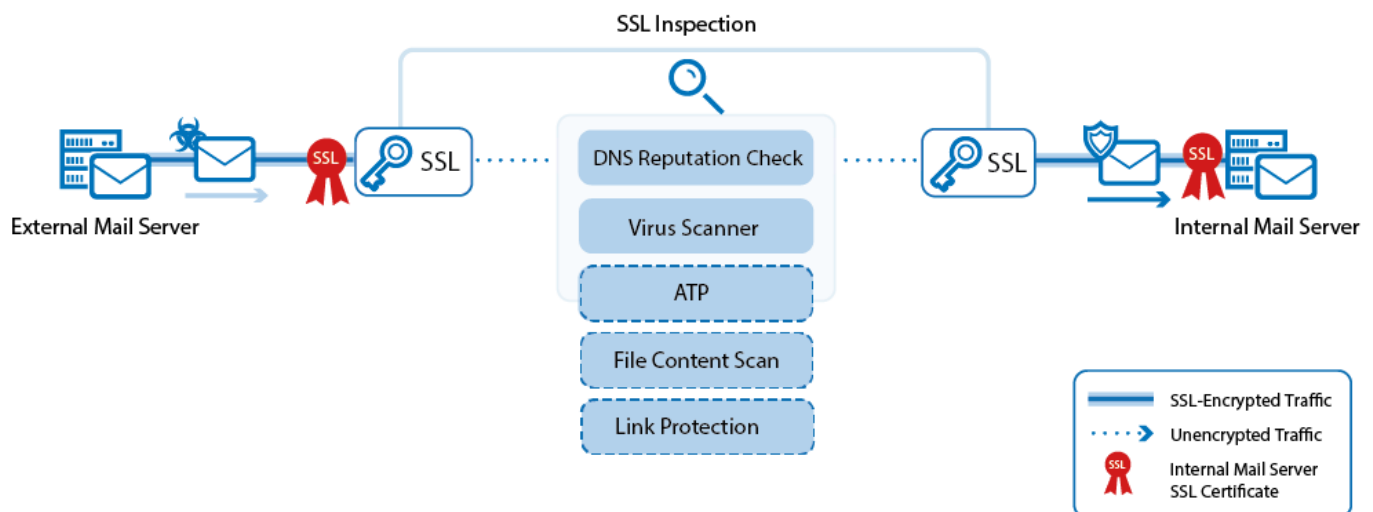 SSL Inspection
DNS Reputation Check
SSL
SSL
SSL
SSL
External Mail Server
Virus Scanner
Internal Mail Server
ATP
File Content Scan
Link Protection
SSL-Encrypted Traffic
Unencrypted Traffic
SSL
Internal Mail Server
SSL Certificate